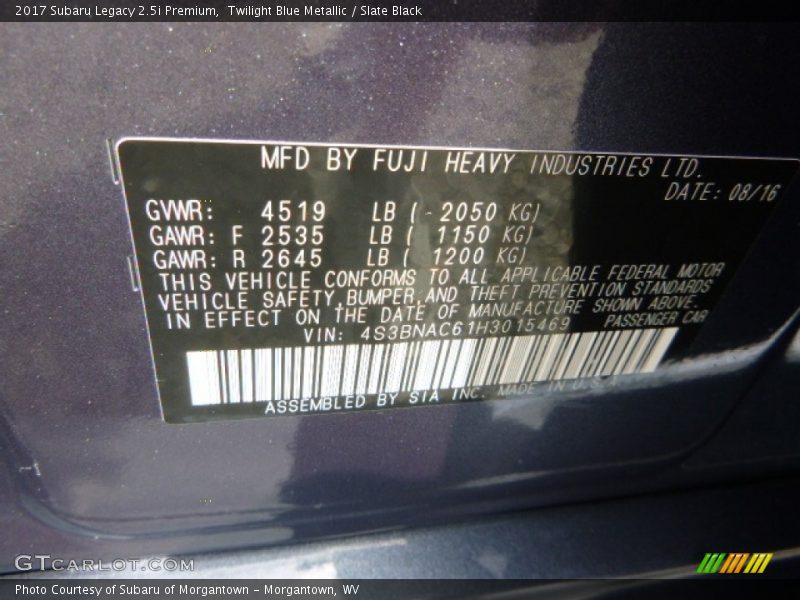 2017 Subaru Legacy 2.5i Premium,  Twilight Blue Metallic / Slate Black
MFD BY FUJI HEAVY INDUSTRIES LTD.
DATE: 08/16
GVWR: 4519 LB ( 2050 KG)
GAWR: F 2535 LB ( 1150 KG)
GAWR: R 2645 LB ( 1200 KG)
THIS VEHICLE CONFORMS TO ALL APPLICABLE FEDERAL MOTOR
VEHICLE SAFETY, BUMPER, AND THEFT PREVENTION STANDARDS
IN EFFECT ON THE DATE OF MANUFACTURE SHOWN ABOVE.
VIN: 4S3BNAC61H3015469 PASSENGER CAR
ASSEMBLED BY SIA INC. MADE IN U.S.A
GTCARLOT.COM
Photo Courtesy of Subaru of Morgantown - Morgantown, WV